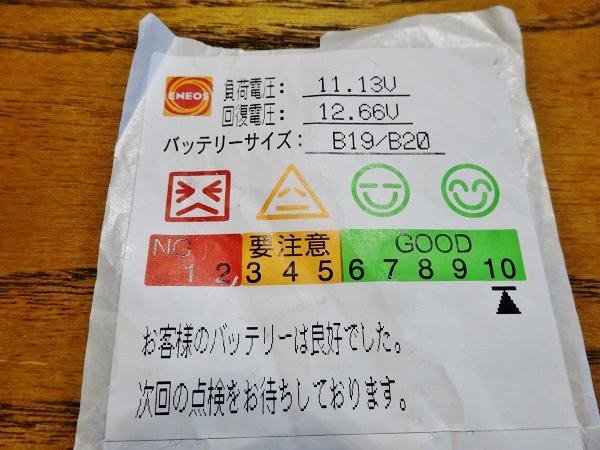 ENEOS
負荷電圧: 11.13V
回復電圧: 12.66V
バッテリーサイズ: B19/B20
NG 要注意 GOOD
1 2 3 4 5 6 7 8 9 10
お客様のバッテリーは良好でした。
次回の点検をお待ちしております。